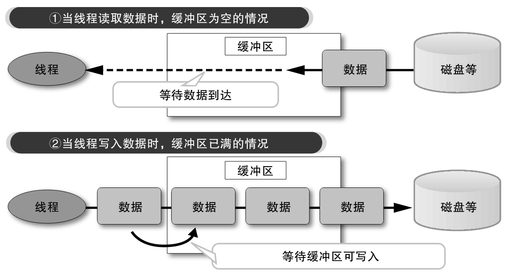 ①当线程读取数据时，缓冲区为空的情况
缓冲区
线程
数据
磁盘等
等待数据到达
②当线程写入数据时，缓冲区已满的情况
缓冲区
线程
数据
数据
数据
数据
磁盘等
等待缓冲区可写入